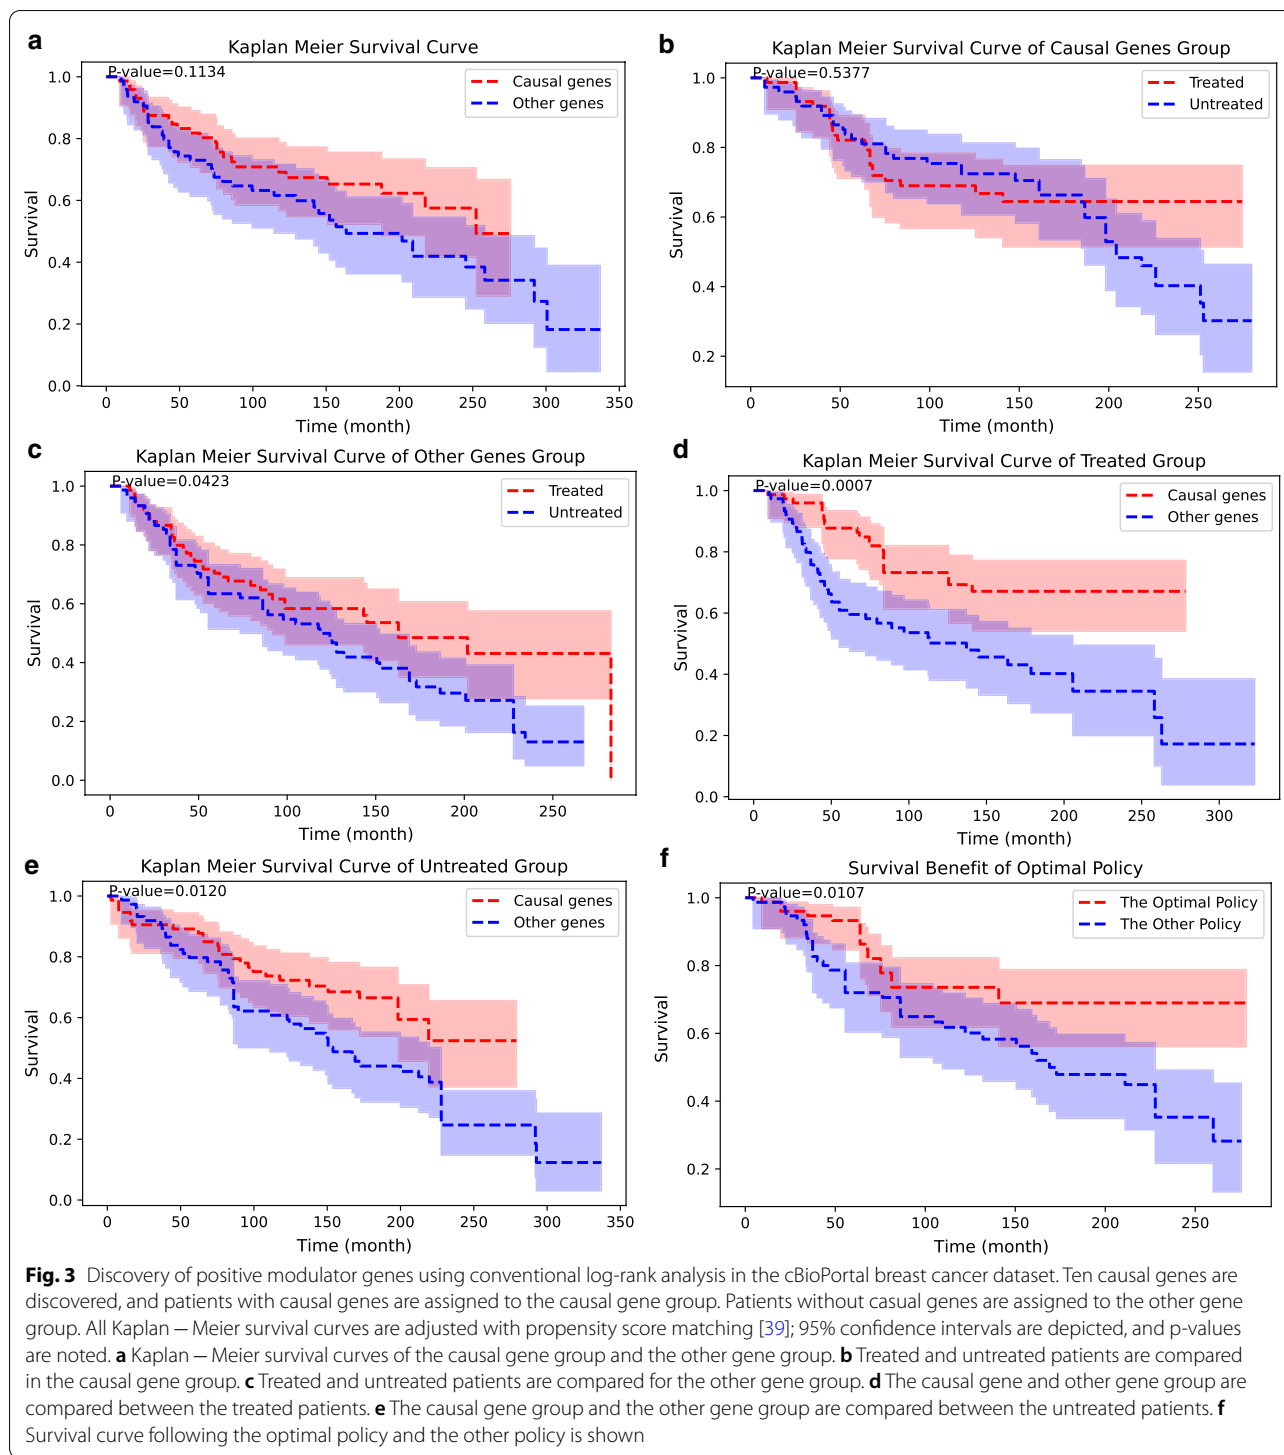 a
Kaplan Meier Survival Curve
P-value=0.1134
Causal genes
Other genes
1.0
0.8
0.6
0.4
0.2
0.0
Survival
0 50 100 150 200 250 300 350
Time (month)
b
Kaplan Meier Survival Curve of Causal Genes Group
P-value=0.5377
Treated
Untreated
1.0
0.8
0.6
0.4
0.2
Survival
0 50 100 150 200 250
Time (month)
c
Kaplan Meier Survival Curve of Other Genes Group
P-value=0.0423
Treated
Untreated
1.0
0.8
0.6
0.4
0.2
0.0
Survival
0 50 100 150 200 250
Time (month)
d
Kaplan Meier Survival Curve of Treated Group
P-value=0.0007
Causal genes
Other genes
1.0
0.8
0.6
0.4
0.2
0.0
Survival
0 50 100 150 200 250 300
Time (month)
e
Kaplan Meier Survival Curve of Untreated Group
P-value=0.0120
Causal genes
Other genes
1.0
0.8
0.6
0.4
0.2
0.0
Survival
0 50 100 150 200 250 300 350
Time (month)
f
Survival Benefit of Optimal Policy
P-value=0.0107
The Optimal Policy
The Other Policy
1.0
0.8
0.6
0.4
0.2
Survival
0 50 100 150 200 250
Time (month)
Fig. 3 Discovery of positive modulator genes using conventional log-rank analysis in the cBioPortal breast cancer dataset. Ten causal genes are
discovered, and patients with causal genes are assigned to the causal gene group. Patients without casual genes are assigned to the other gene
group. All Kaplan — Meier survival curves are adjusted with propensity score matching [39]; 95% confidence intervals are depicted, and p-values
are noted. a Kaplan — Meier survival curves of the causal gene group and the other gene group. b Treated and untreated patients are compared
in the causal gene group. c Treated and untreated patients are compared for the other gene group. d The causal gene and other gene group are
compared between the treated patients. e The causal gene group and the other gene group are compared between the untreated patients. f
Survival curve following the optimal policy and the other policy is shown